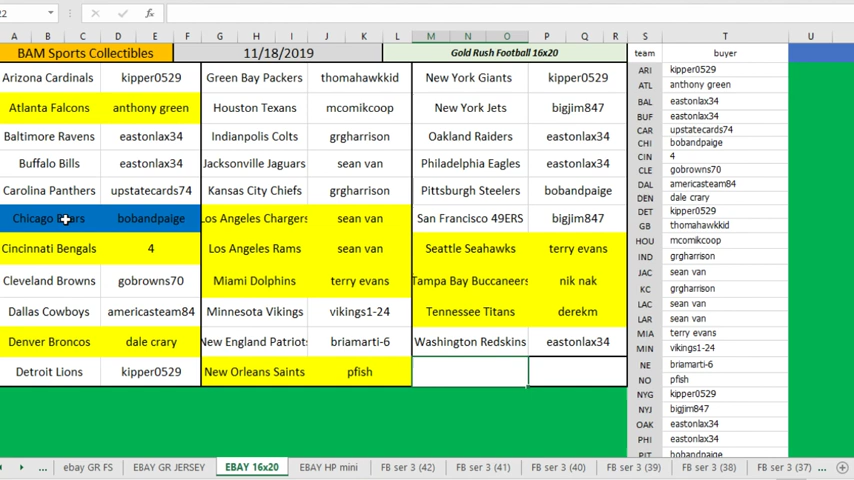 22
fx
A B C D E F G H I J K L M N O P Q R S T U
BAM Sports Collectibles 11/18/2019 Gold Rush Football 16x20 team buyer
Arizona Cardinals kipper0529 Green Bay Packers thomahawkkid New York Giants kipper0529
Atlanta Falcons anthony green Houston Texans mcomikcoop New York Jets bigjim847
Baltimore Ravens eastonlax34 Indianpolis Colts grgharrison Oakland Raiders eastonlax34
Buffalo Bills eastonlax34 Jacksonville Jaguars sean van Philadelphia Eagles eastonlax34
Carolina Panthers upstatecards74 Kansas City Chiefs grgharrison Pittsburgh Steelers bobandpaige
Chicago Bears bobandpaige Los Angeles Chargers sean van San Francisco 49ERS bigjim847
Cincinnati Bengals 4 Los Angeles Rams sean van Seattle Seahawks terry evans
Cleveland Browns gobrowns70 Miami Dolphins terry evans Tampa Bay Buccaneers nik nak
Dallas Cowboys americasteam84 Minnesota Vikings vikings1-24 Tennessee Titans derekm
Denver Broncos dale crary New England Patriots briamarti-6 Washington Redskins eastonlax34
Detroit Lions kipper0529 New Orleans Saints pfish
ARI kipper0529
ATL anthony green
BAL eastonlax34
BUF eastonlax34
CAR upstatecards74
CHI bobandpaige
CIN 4
CLE gobrowns70
DAL americasteam84
DEN dale crary
DET kipper0529
GB thomahawkkid
HOU mcomikcoop
IND grgharrison
JAC sean van
KC grgharrison
LAC sean van
LAR sean van
MIA terry evans
MIN vikings1-24
NE briamarti-6
NO pfish
NYG kipper0529
NYJ bigjim847
OAK eastonlax34
PHI eastonlax34
PIT bobandpaige
... ebay GR FS EBAY GR JERSEY EBAY 16x20 EBAY HP mini FB ser 3 (42) FB ser 3 (41) FB ser 3 (40) FB ser 3 (39) FB ser 3 (38) FB ser 3 (37) ...